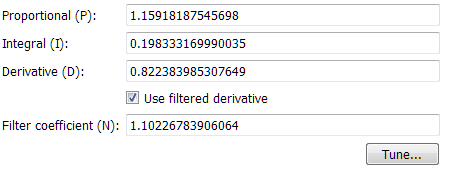 Proportional (P): 1.15918187545698
Integral (I): 0.198333169990035
Derivative (D): 0.822383985307649
Use filtered derivative
Filter coefficient (N): 1.10226783906064
Tune...